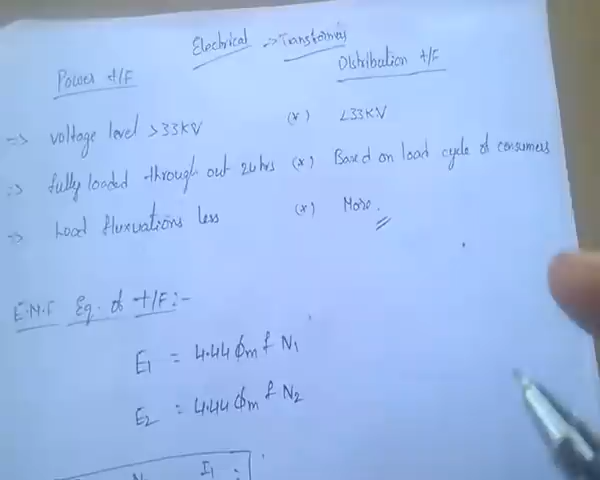 Electrical -> Transformers
Power t/F
Distribution t/F
=> voltage level >33KV
(*) <33KV
=> fully loaded through out 24hrs
(*) Based on load cycle of consumers
=> Load fluxuations less
(*) More.
E.M.F Eq. of t/F :-
E1 = 4.44 ϕm f N1
E2 = 4.44 ϕm f N2
I1